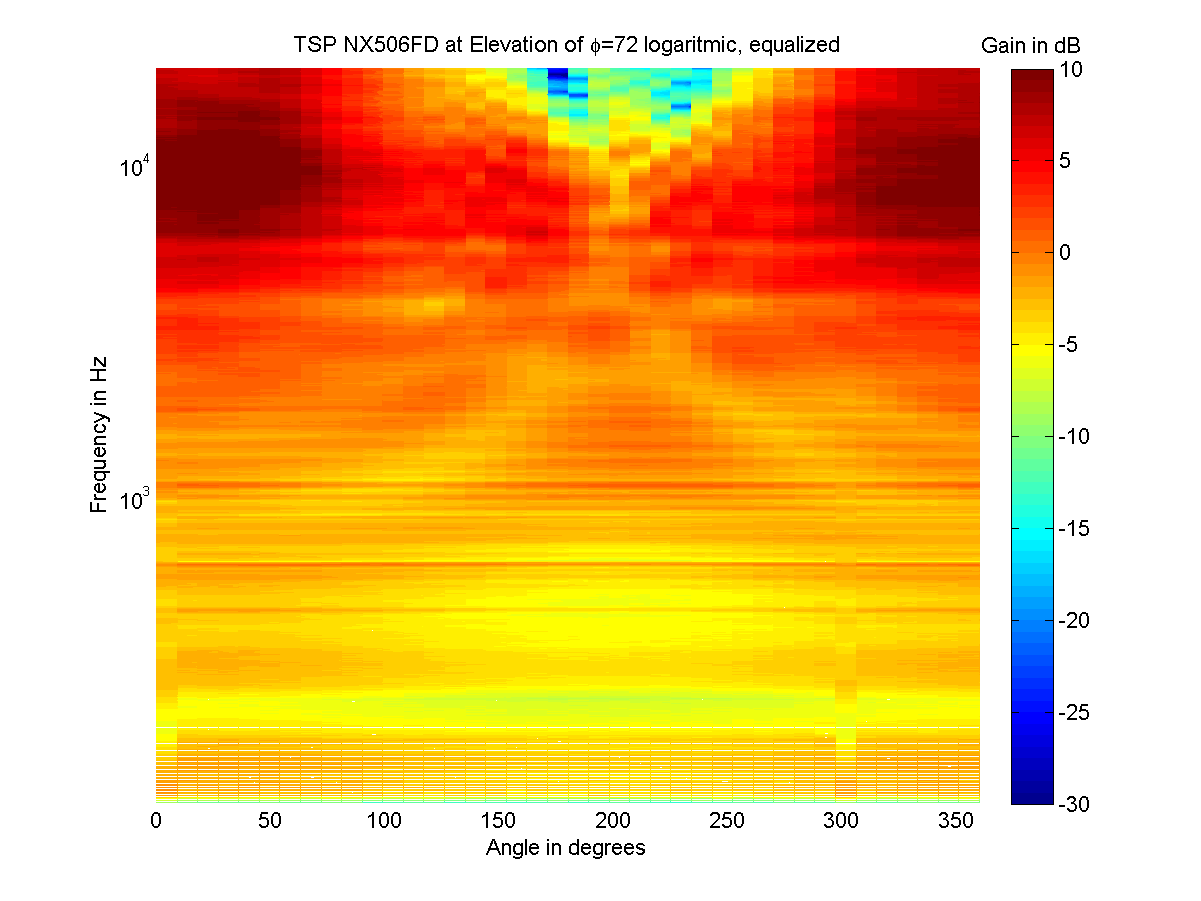 TSP NX506FD at Elevation of ϕ=72 logaritmic, equalized
Gain in dB
10
5
0
-5
-10
-15
-20
-25
-30
Frequency in Hz
10⁴
10³
0 50 100 150 200 250 300 350
Angle in degrees